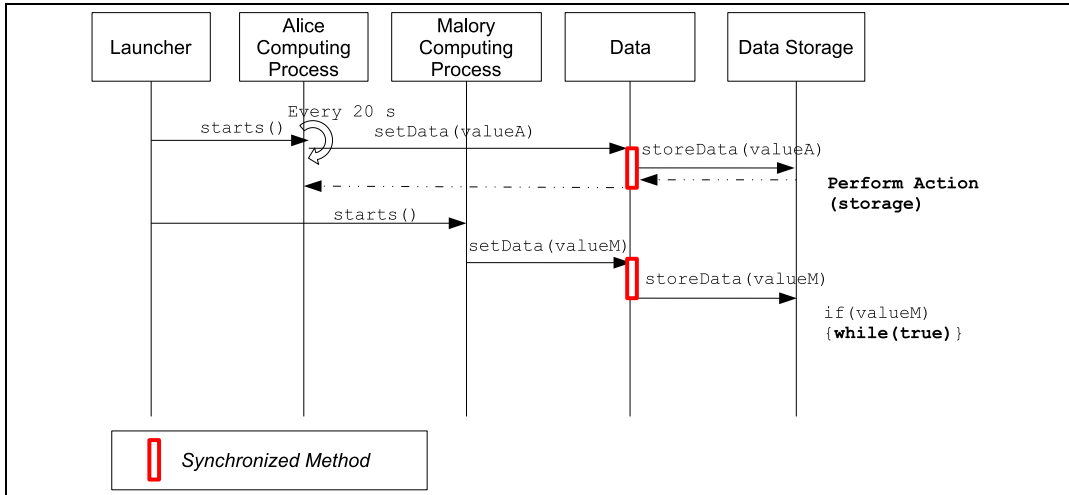 Launcher
Alice
Computing
Process
Malory
Computing
Process
Data
Data Storage
Every 20 s
starts()
setData(valueA)
storeData(valueA)
Perform Action
(storage)
starts()
setData(valueM)
storeData(valueM)
if(valueM)
{while(true)}
Synchronized Method